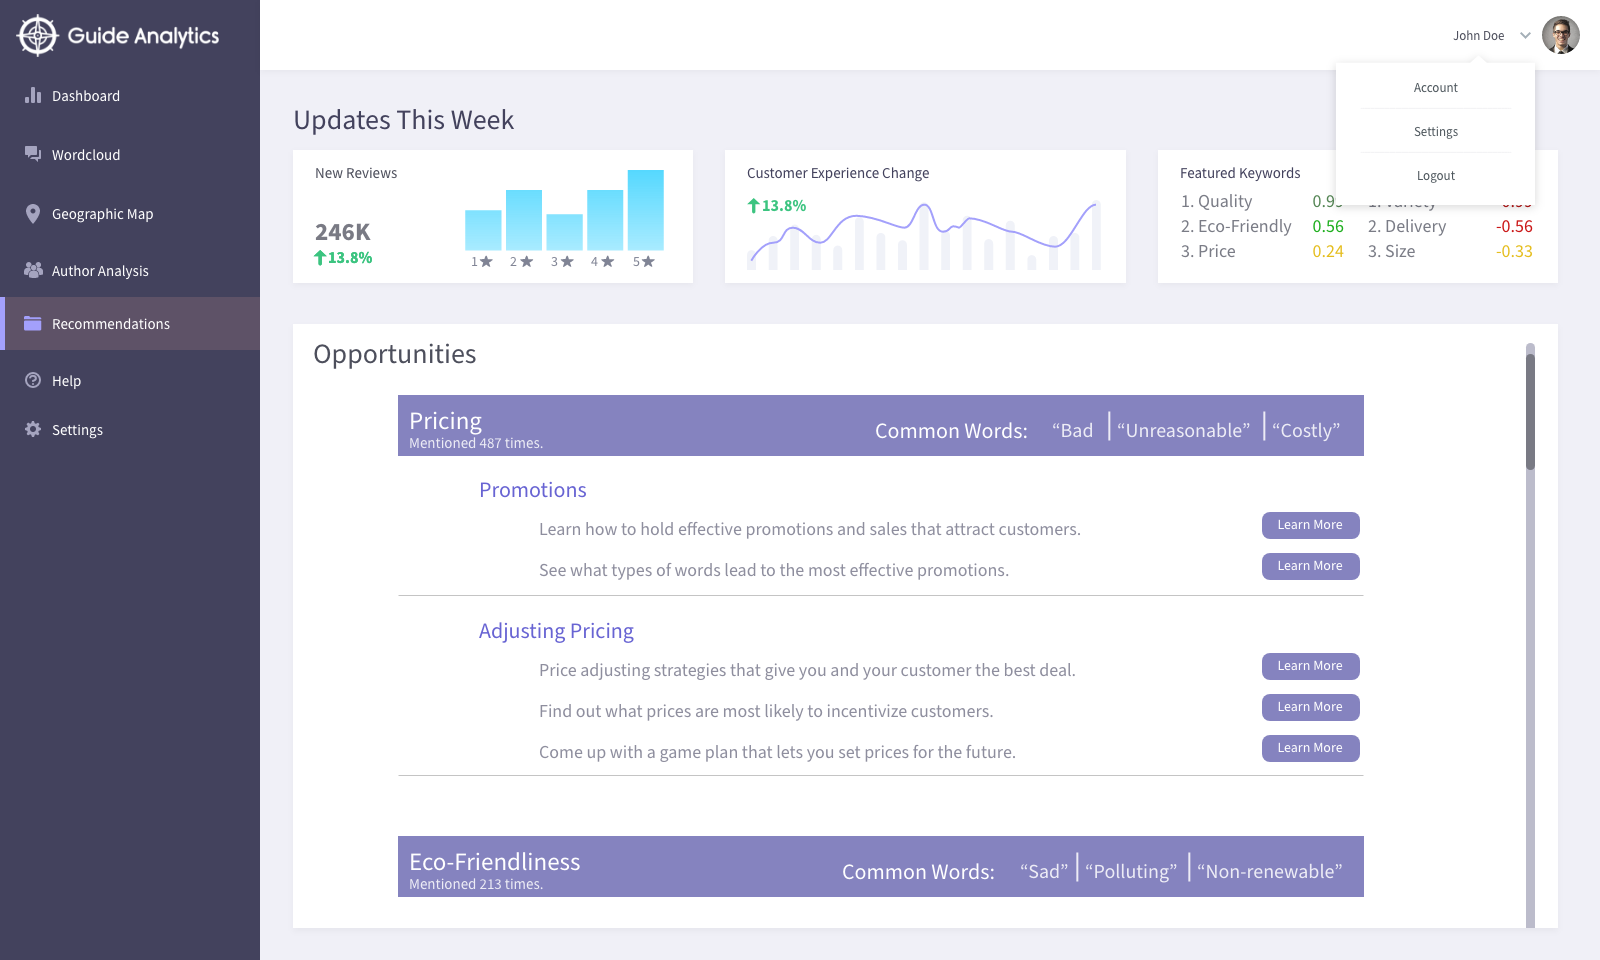 Guide Analytics
John Doe
Account
Settings
Logout
Dashboard
Wordcloud
Geographic Map
Author Analysis
Recommendations
Help
Settings
Updates This Week
New Reviews
246K
13.8%
1 2 3 4 5
Customer Experience Change
13.8%
Featured Keywords
1. Quality
2. Eco-Friendly 0.56 2. Delivery -0.56
3. Price 0.24 3. Size -0.33
Opportunities
Pricing
Mentioned 487 times.
Common Words: “Bad “Unreasonable” “Costly”
Promotions
Learn how to hold effective promotions and sales that attract customers. Learn More
See what types of words lead to the most effective promotions. Learn More
Adjusting Pricing
Price adjusting strategies that give you and your customer the best deal. Learn More
Find out what prices are most likely to incentivize customers. Learn More
Come up with a game plan that lets you set prices for the future. Learn More
Eco-Friendliness
Mentioned 213 times.
Common Words: “Sad” “Polluting” “Non-renewable”